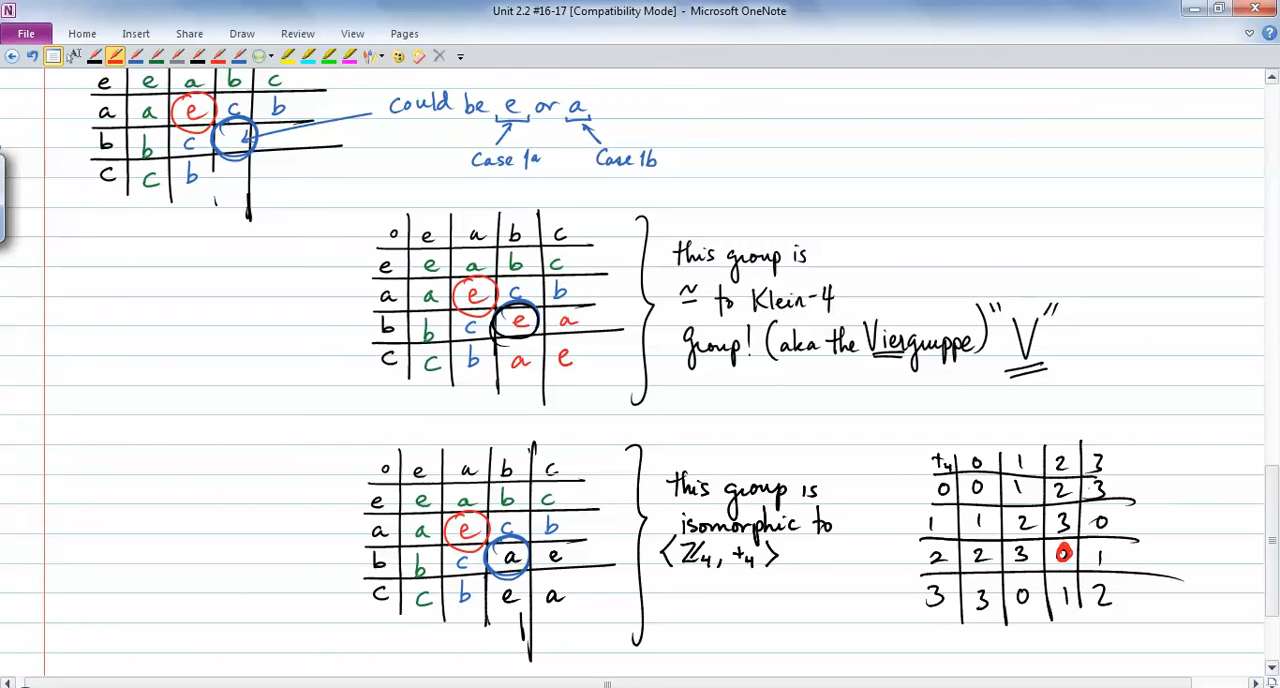 Unit 2.2 #16-17 [Compatibility Mode] - Microsoft OneNote
File Home Insert Share Draw Review View Pages
e e a b c
a a e c b
b b c
c c b
could be e or a
Case 1a Case 1b
o e a b c
e e a b c
a a e c b
b b c e a
c c b a e
this group is
≅ to Klein-4
group! (aka the Viergruppe) "V"
o e a b c
e e a b c
a a e c b
b b c a e
c c b e a
this group is
isomorphic to
⟨ℤ₄, +₄⟩
+₄ 0 1 2 3
0 0 1 2 3
1 1 2 3 0
2 2 3 0 1
3 3 0 1 2